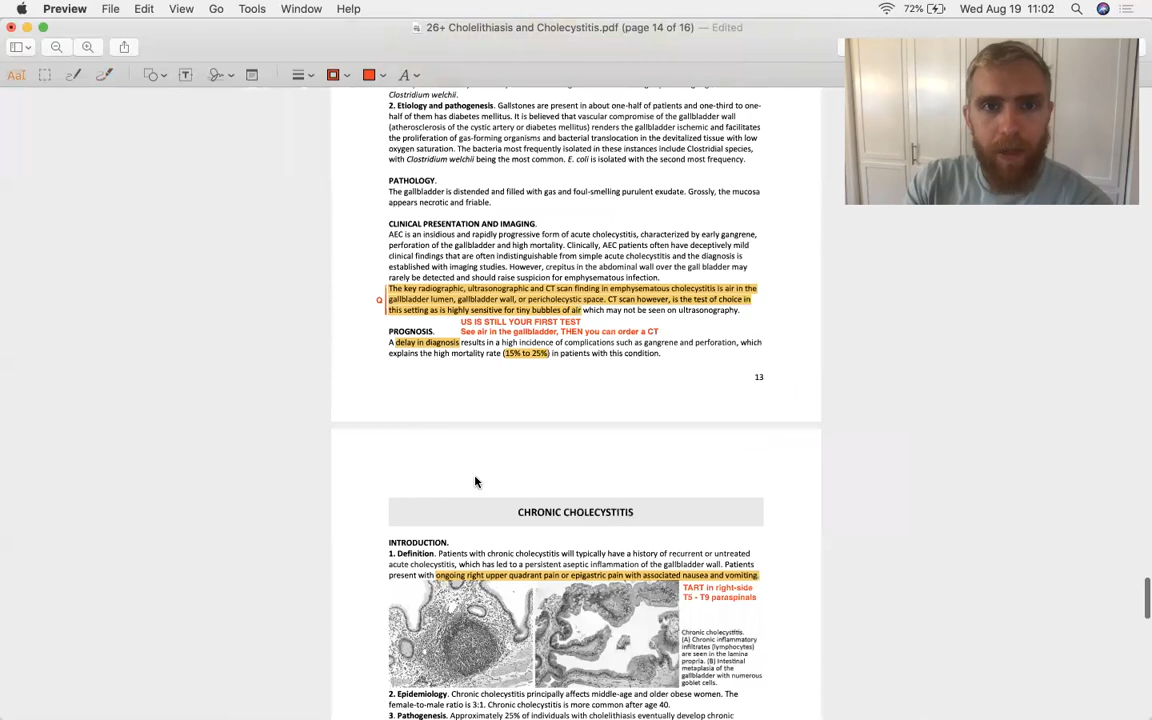 Preview File Edit View Go Tools Window Help 72% Wed Aug 19 11:02
26+ Cholelithiasis and Cholecystitis.pdf (page 14 of 16) — Edited
Clostridium welchii.
2. Etiology and pathogenesis. Gallstones are present in about one-half of patients and one-third to one-
half of them has diabetes mellitus. It is believed that vascular compromise of the gallbladder wall
(atherosclerosis of the cystic artery or diabetes mellitus) renders the gallbladder ischemic and facilitates
the proliferation of gas-forming organisms and bacterial translocation in the devitalized tissue with low
oxygen saturation. The bacteria most frequently isolated in these instances include Clostridial species,
with Clostridium welchii being the most common. E. coli is isolated with the second most frequency.
PATHOLOGY.
The gallbladder is distended and filled with gas and foul-smelling purulent exudate. Grossly, the mucosa
appears necrotic and friable.
CLINICAL PRESENTATION AND IMAGING.
AEC is an insidious and rapidly progressive form of acute cholecystitis, characterized by early gangrene,
perforation of the gallbladder and high mortality. Clinically, AEC patients often have deceptively mild
clinical findings that are often indistinguishable from simple acute cholecystitis and the diagnosis is
established with imaging studies. However, crepitus in the abdominal wall over the gall bladder may
rarely be detected and should raise suspicion for emphysematous infection.
The key radiographic, ultrasonographic and CT scan finding in emphysematous cholecystitis is air in the
Q gallbladder lumen, gallbladder wall, or pericholecystic space. CT scan however, is the test of choice in
this setting as is highly sensitive for tiny bubbles of air which may not be seen on ultrasonography.
US IS STILL YOUR FIRST TEST
PROGNOSIS. See air in the gallbladder, THEN you can order a CT
A delay in diagnosis results in a high incidence of complications such as gangrene and perforation, which
explains the high mortality rate (15% to 25%) in patients with this condition.
13
CHRONIC CHOLECYSTITIS
INTRODUCTION.
1. Definition. Patients with chronic cholecystitis will typically have a history of recurrent or untreated
acute cholecystitis, which has led to a persistent aseptic inflammation of the gallbladder wall. Patients
present with ongoing right upper quadrant pain or epigastric pain with associated nausea and vomiting.
TART in right-side
T5 - T9 paraspinals
Chronic cholecystitis.
(A) Chronic inflammatory
infiltrates (lymphocytes)
are seen in the lamina
propria. (B) Intestinal
metaplasia of the
gallbladder with numerous
goblet cells.
2. Epidemiology. Chronic cholecystitis principally affects middle-age and older obese women. The
female-to-male ratio is 3:1. Chronic cholecystitis is more common after age 40.
3. Pathogenesis. Approximately 25% of individuals with cholelithiasis eventually develop chronic